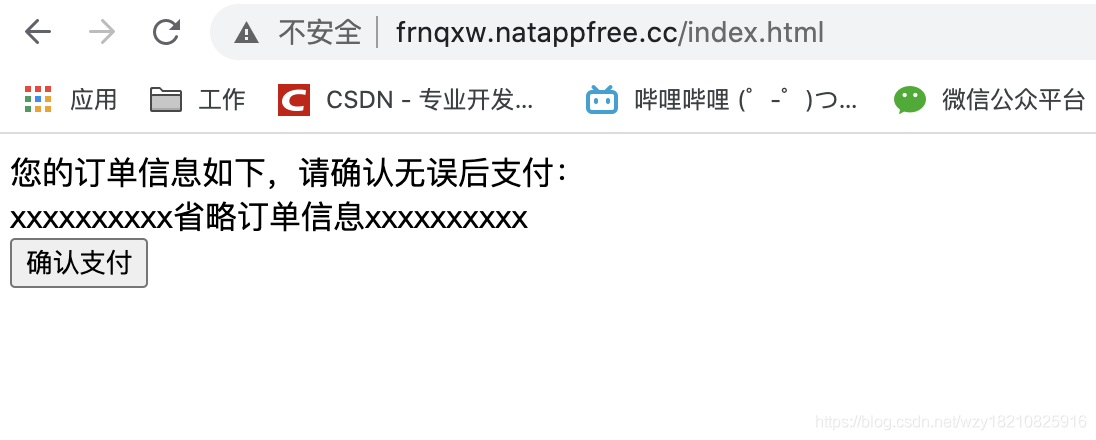 不安全 frnqxw.natappfree.cc/index.html
应用 工作 CSDN - 专业开发... 哔哩哔哩 (゜-゜)つ... 微信公众平台
您的订单信息如下，请确认无误后支付：
xxxxxxxxxx省略订单信息xxxxxxxxxx
确认支付
https://blog.csdn.net/wzy18210825916